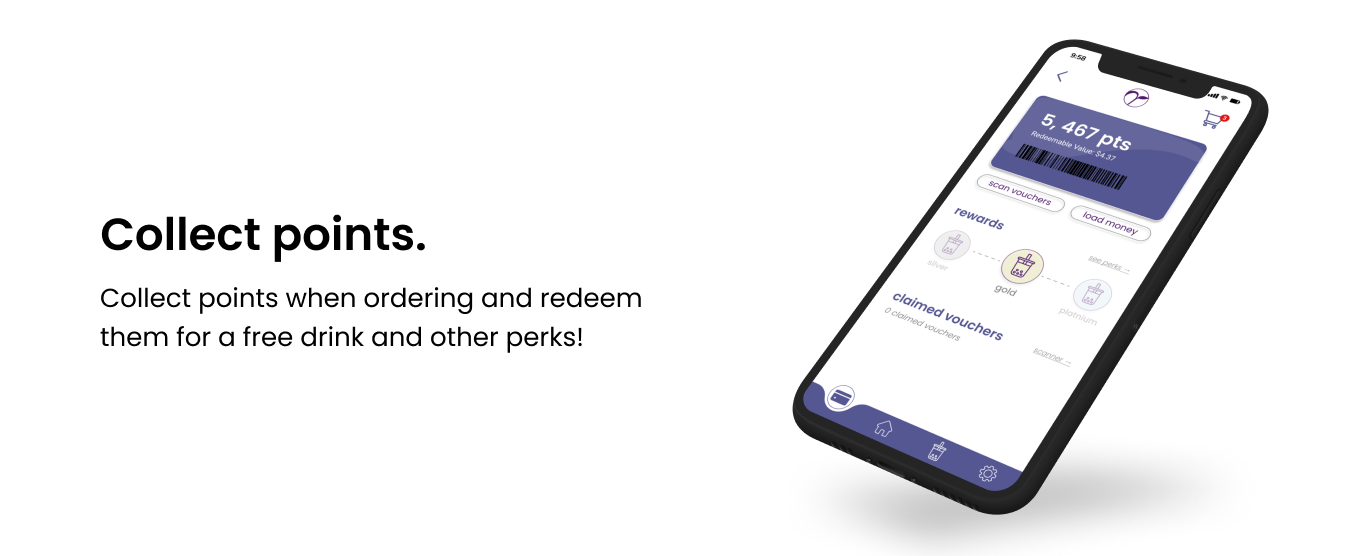 Collect points.
Collect points when ordering and redeem
them for a free drink and other perks!
9:58
3
5, 467 pts
Redeemable Value: $4.37
scan vouchers
load money
rewards
see perks →
silver
gold
platnium
claimed vouchers
0 claimed vouchers
scanner →